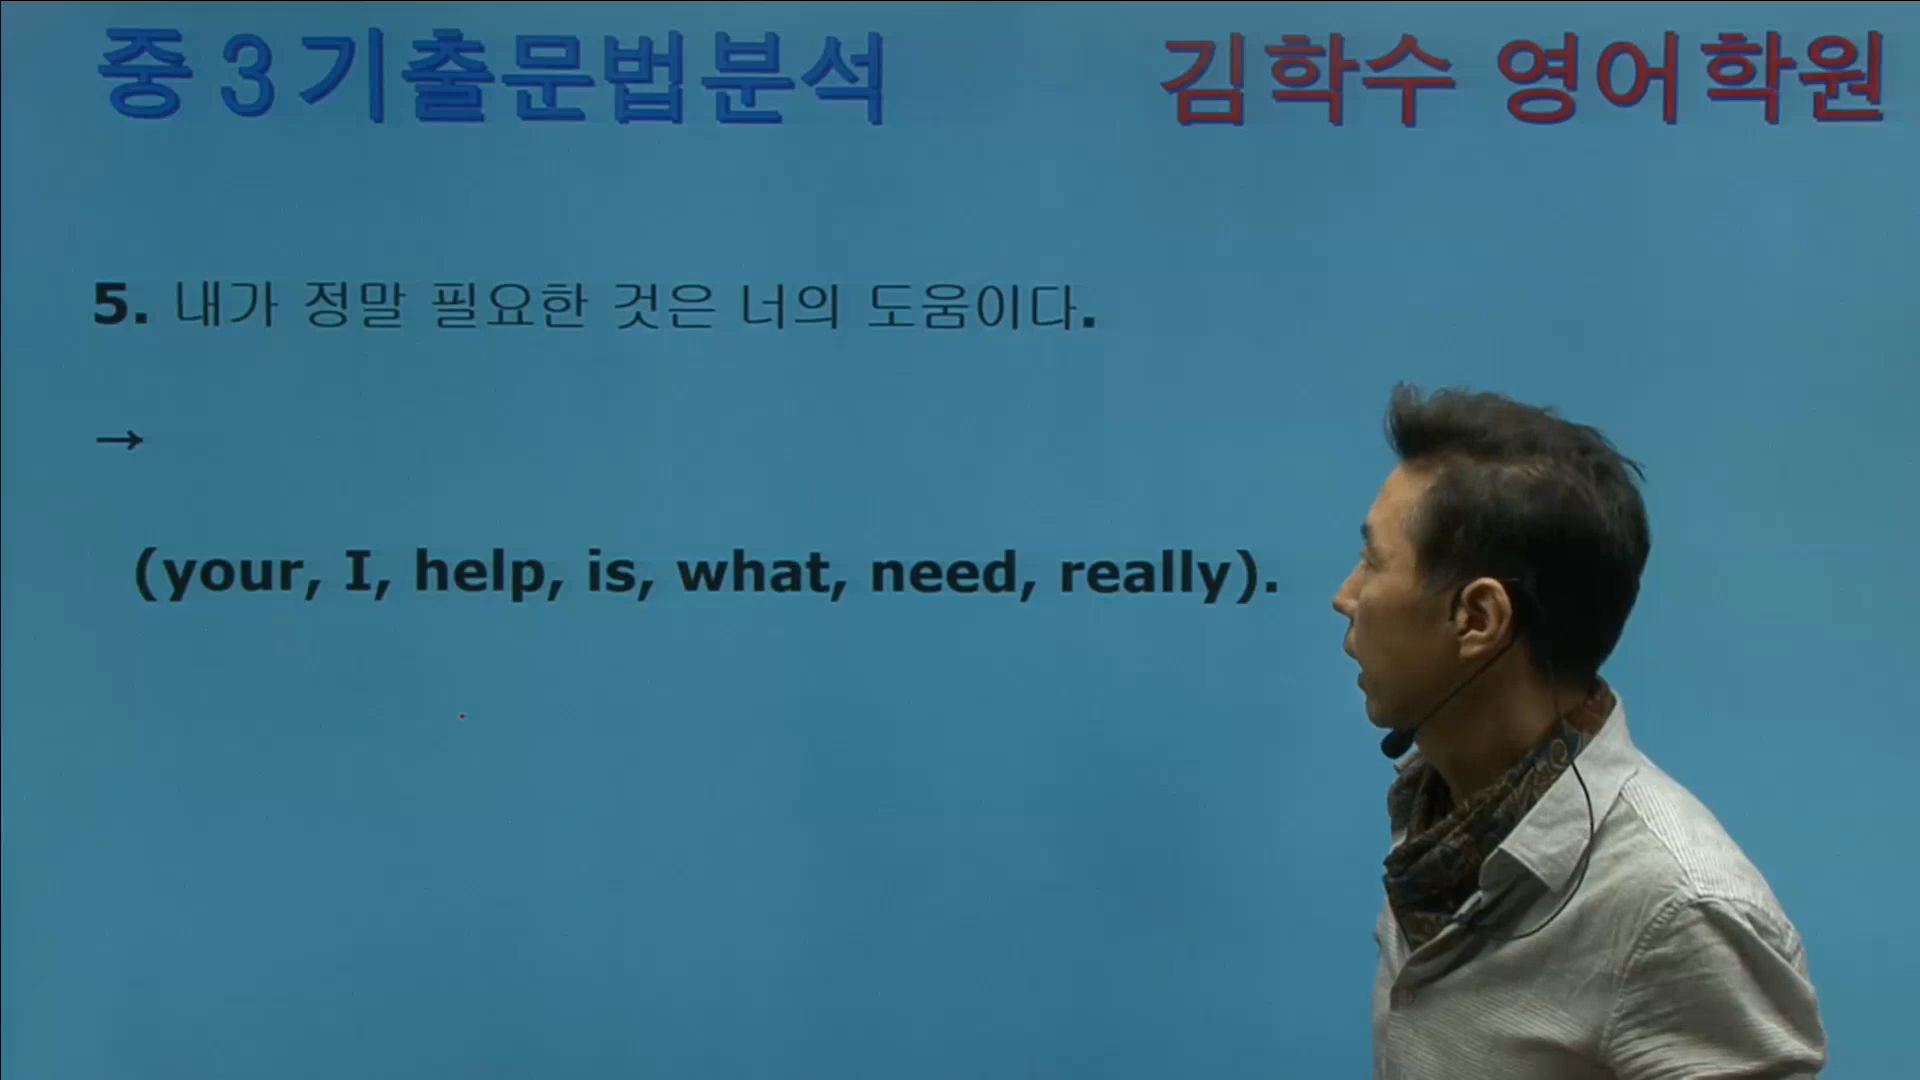 중3기출문법분석
김학수 영어학원
5. 내가 정말 필요한 것은 너의 도움이다.
→
(your, I, help, is, what, need, really).